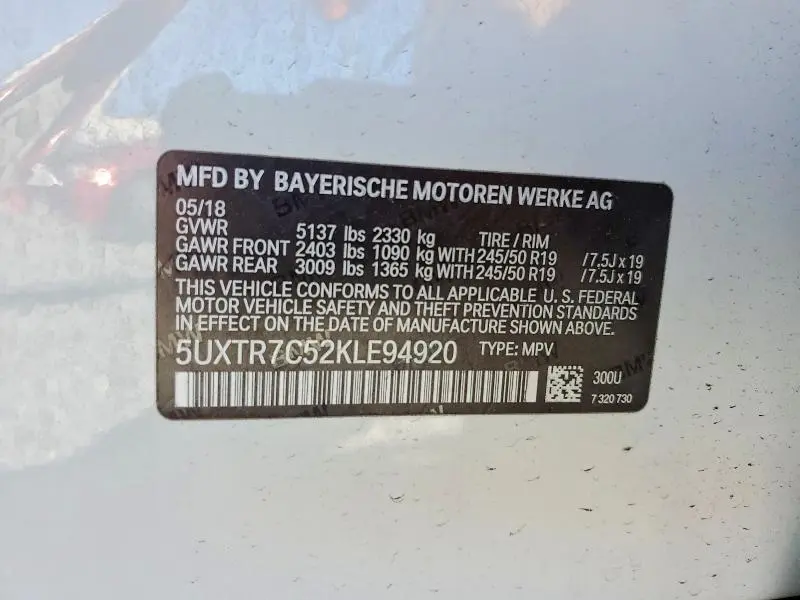 MFD BY BAYERISCHE MOTOREN WERKE AG
05/18
GVWR 5137 lbs 2330 kg TIRE / RIM
GAWR FRONT 2403 lbs 1090 kg WITH 245/50 R19 /7.5J x 19
GAWR REAR 3009 lbs 1365 kg WITH 245/50 R19 /7.5J x 19
THIS VEHICLE CONFORMS TO ALL APPLICABLE U. S. FEDERAL
MOTOR VEHICLE SAFETY AND THEFT PREVENTION STANDARDS
IN EFFECT ON THE DATE OF MANUFACTURE SHOWN ABOVE.
5UXTR7C52KLE94920 TYPE: MPV
300U
7 320 730